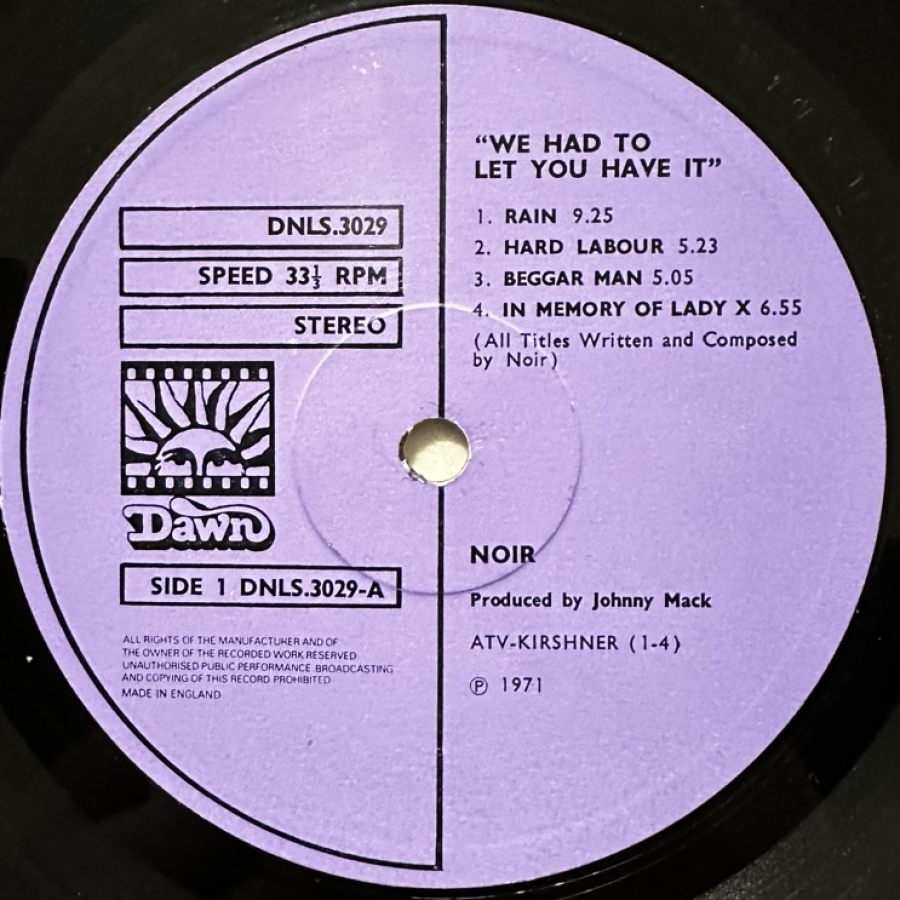 DNLS.3029
SPEED 33⅓ RPM
STEREO
Dawn
SIDE 1 DNLS.3029-A
ALL RIGHTS OF THE MANUFACTURER AND OF
THE OWNER OF THE RECORDED WORK RESERVED
UNAUTHORISED PUBLIC PERFORMANCE BROADCASTING
AND COPYING OF THIS RECORD PROHIBITED
MADE IN ENGLAND
“WE HAD TO
LET YOU HAVE IT”
1. RAIN 9.25
2. HARD LABOUR 5.23
3. BEGGAR MAN 5.05
4. IN MEMORY OF LADY X 6.55
(All Titles Written and Composed
by Noir)
NOIR
Produced by Johnny Mack
ATV-KIRSHNER (1-4)
℗ 1971